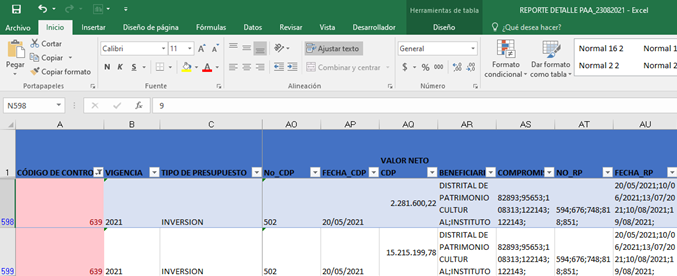 Herramientas de tabla
REPORTE DETALLE PAA_23082021 - Excel
Archivo Inicio Insertar Diseño de página Fórmulas Datos Revisar Vista Desarrollador Diseño ¿Qué desea hacer?
Pegar
Cortar
Copiar
Copiar formato
Portapapeles
Calibri 11
N K S
Fuente
Ajustar texto
Combinar y centrar
Alineación
General
$ % 000
Número
Formato condicional
Dar formato como tabla
Normal 16 2 Normal 1
Normal 2 2 Normal 2
N598 fx 9
A B C AO AP AQ AR AS AT AU
1 CÓDIGO DE CONTRO VIGENCIA TIPO DE PRESUPUESTO No_CDP FECHA_CDP VALOR NETO CDP BENEFICIARI COMPROMIS NO_RP FECHA_RP
598 639 2021 INVERSION 502 20/05/2021 2.281.600,22
DISTRITAL DE
PATRIMONIO
CULTUR
AL;INSTITUTO
82893;95653;1
08313;122143;
122143;
594;676;748;81
8;851;
20/05/2021;10/0
6/2021;13/07/20
21;10/08/2021;1
9/08/2021;
599 639 2021 INVERSION 502 20/05/2021 15.215.199,78
DISTRITAL DE
PATRIMONIO
CULTUR
AL;INSTITUTO
82893;95653;1
08313;122143;
122143;
594;676;748;81
8;851;
20/05/2021;10/0
6/2021;13/07/20
21;10/08/2021;1
9/08/2021;